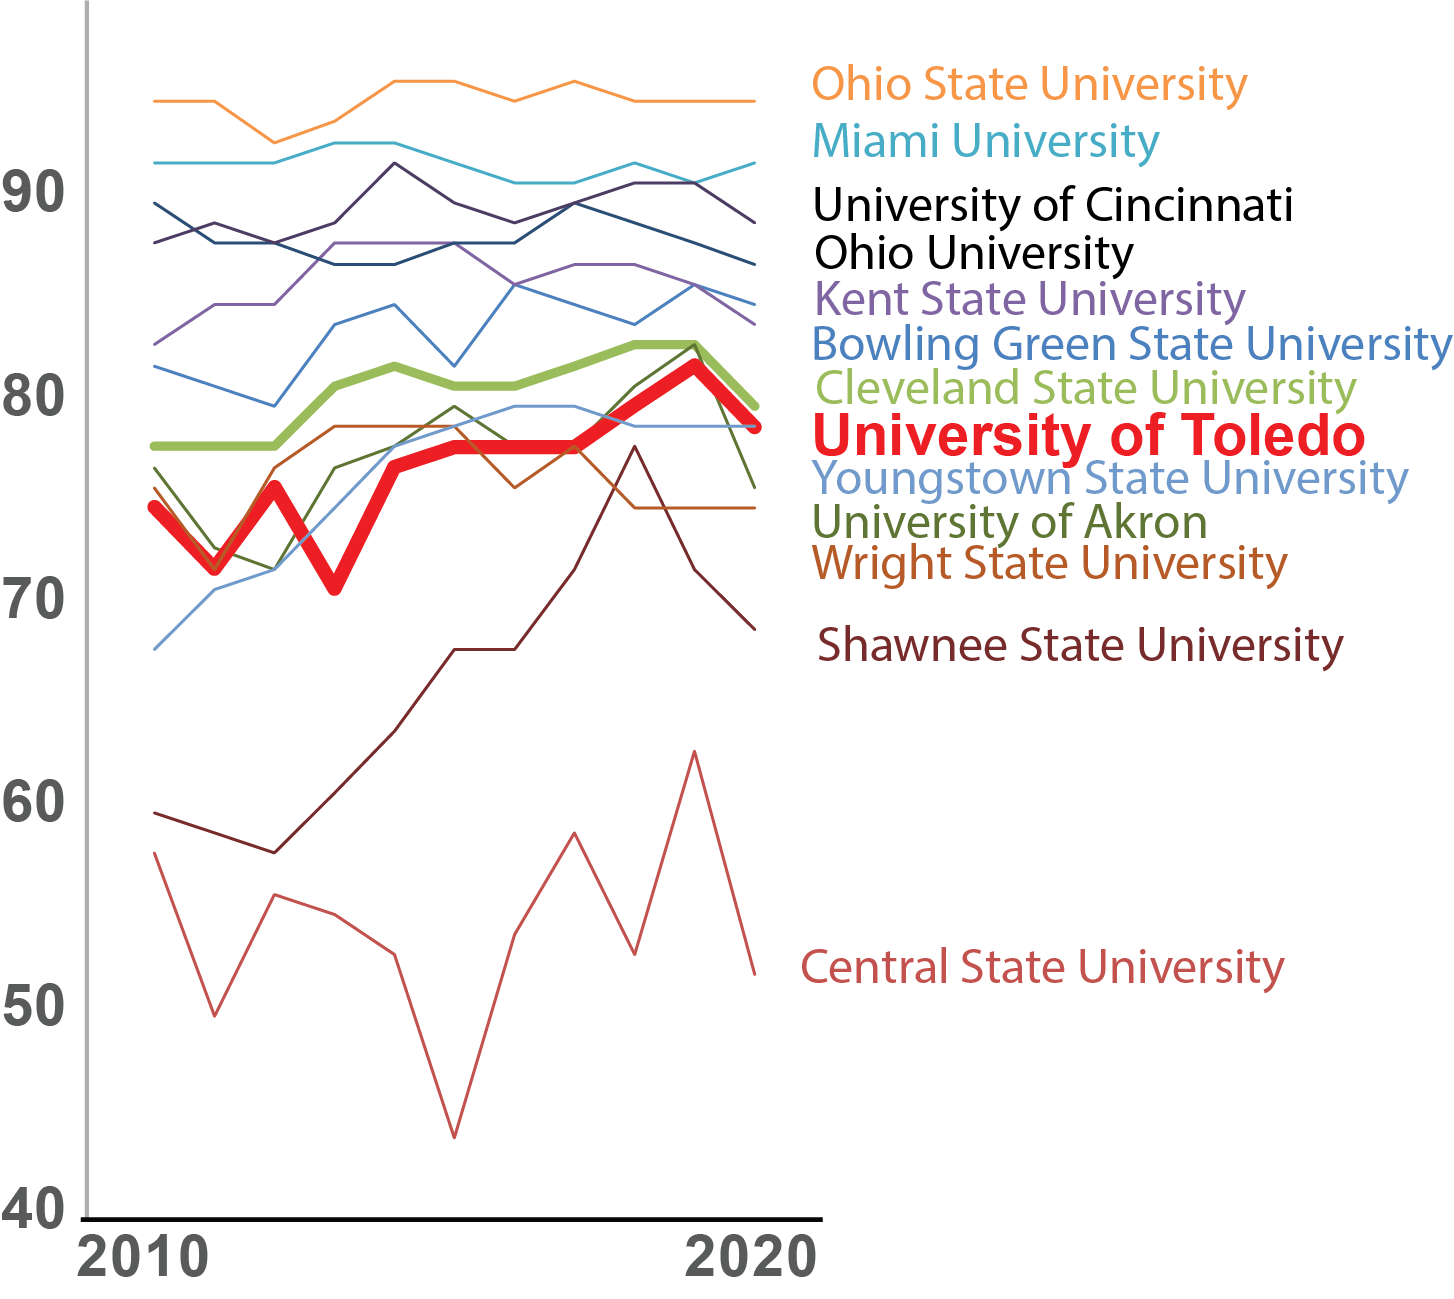 Ohio State University
Miami University
90
University of Cincinnati
Ohio University
Kent State University
Bowling Green State University
80
Cleveland State University
University of Toledo
Youngstown State University
University of Akron
Wright State University
70
Shawnee State University
60
Central State University
50
40
2010 2020